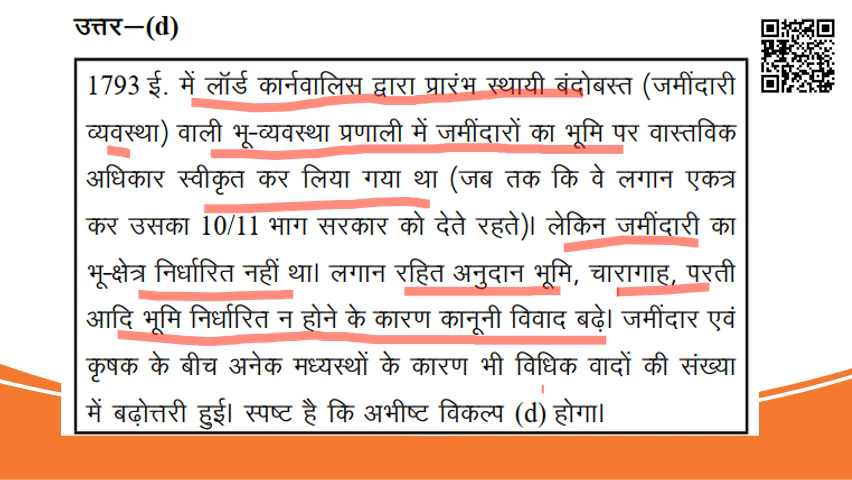 उत्तर–(d)
1793 ई. में लॉर्ड कार्नवालिस द्वारा प्रारंभ स्थायी बंदोबस्त (जमींदारी
व्यवस्था) वाली भू-व्यवस्था प्रणाली में जमींदारों का भूमि पर वास्तविक
अधिकार स्वीकृत कर लिया गया था (जब तक कि वे लगान एकत्र
कर उसका 10/11 भाग सरकार को देते रहते)। लेकिन जमींदारी का
भू-क्षेत्र निर्धारित नहीं था। लगान रहित अनुदान भूमि, चारागाह, परती
आदि भूमि निर्धारित न होने के कारण कानूनी विवाद बढ़े। जमींदार एवं
कृषक के बीच अनेक मध्यस्थों के कारण भी विधिक वादों की संख्या
में बढ़ोत्तरी हुई। स्पष्ट है कि अभीष्ट विकल्प (d) होगा।